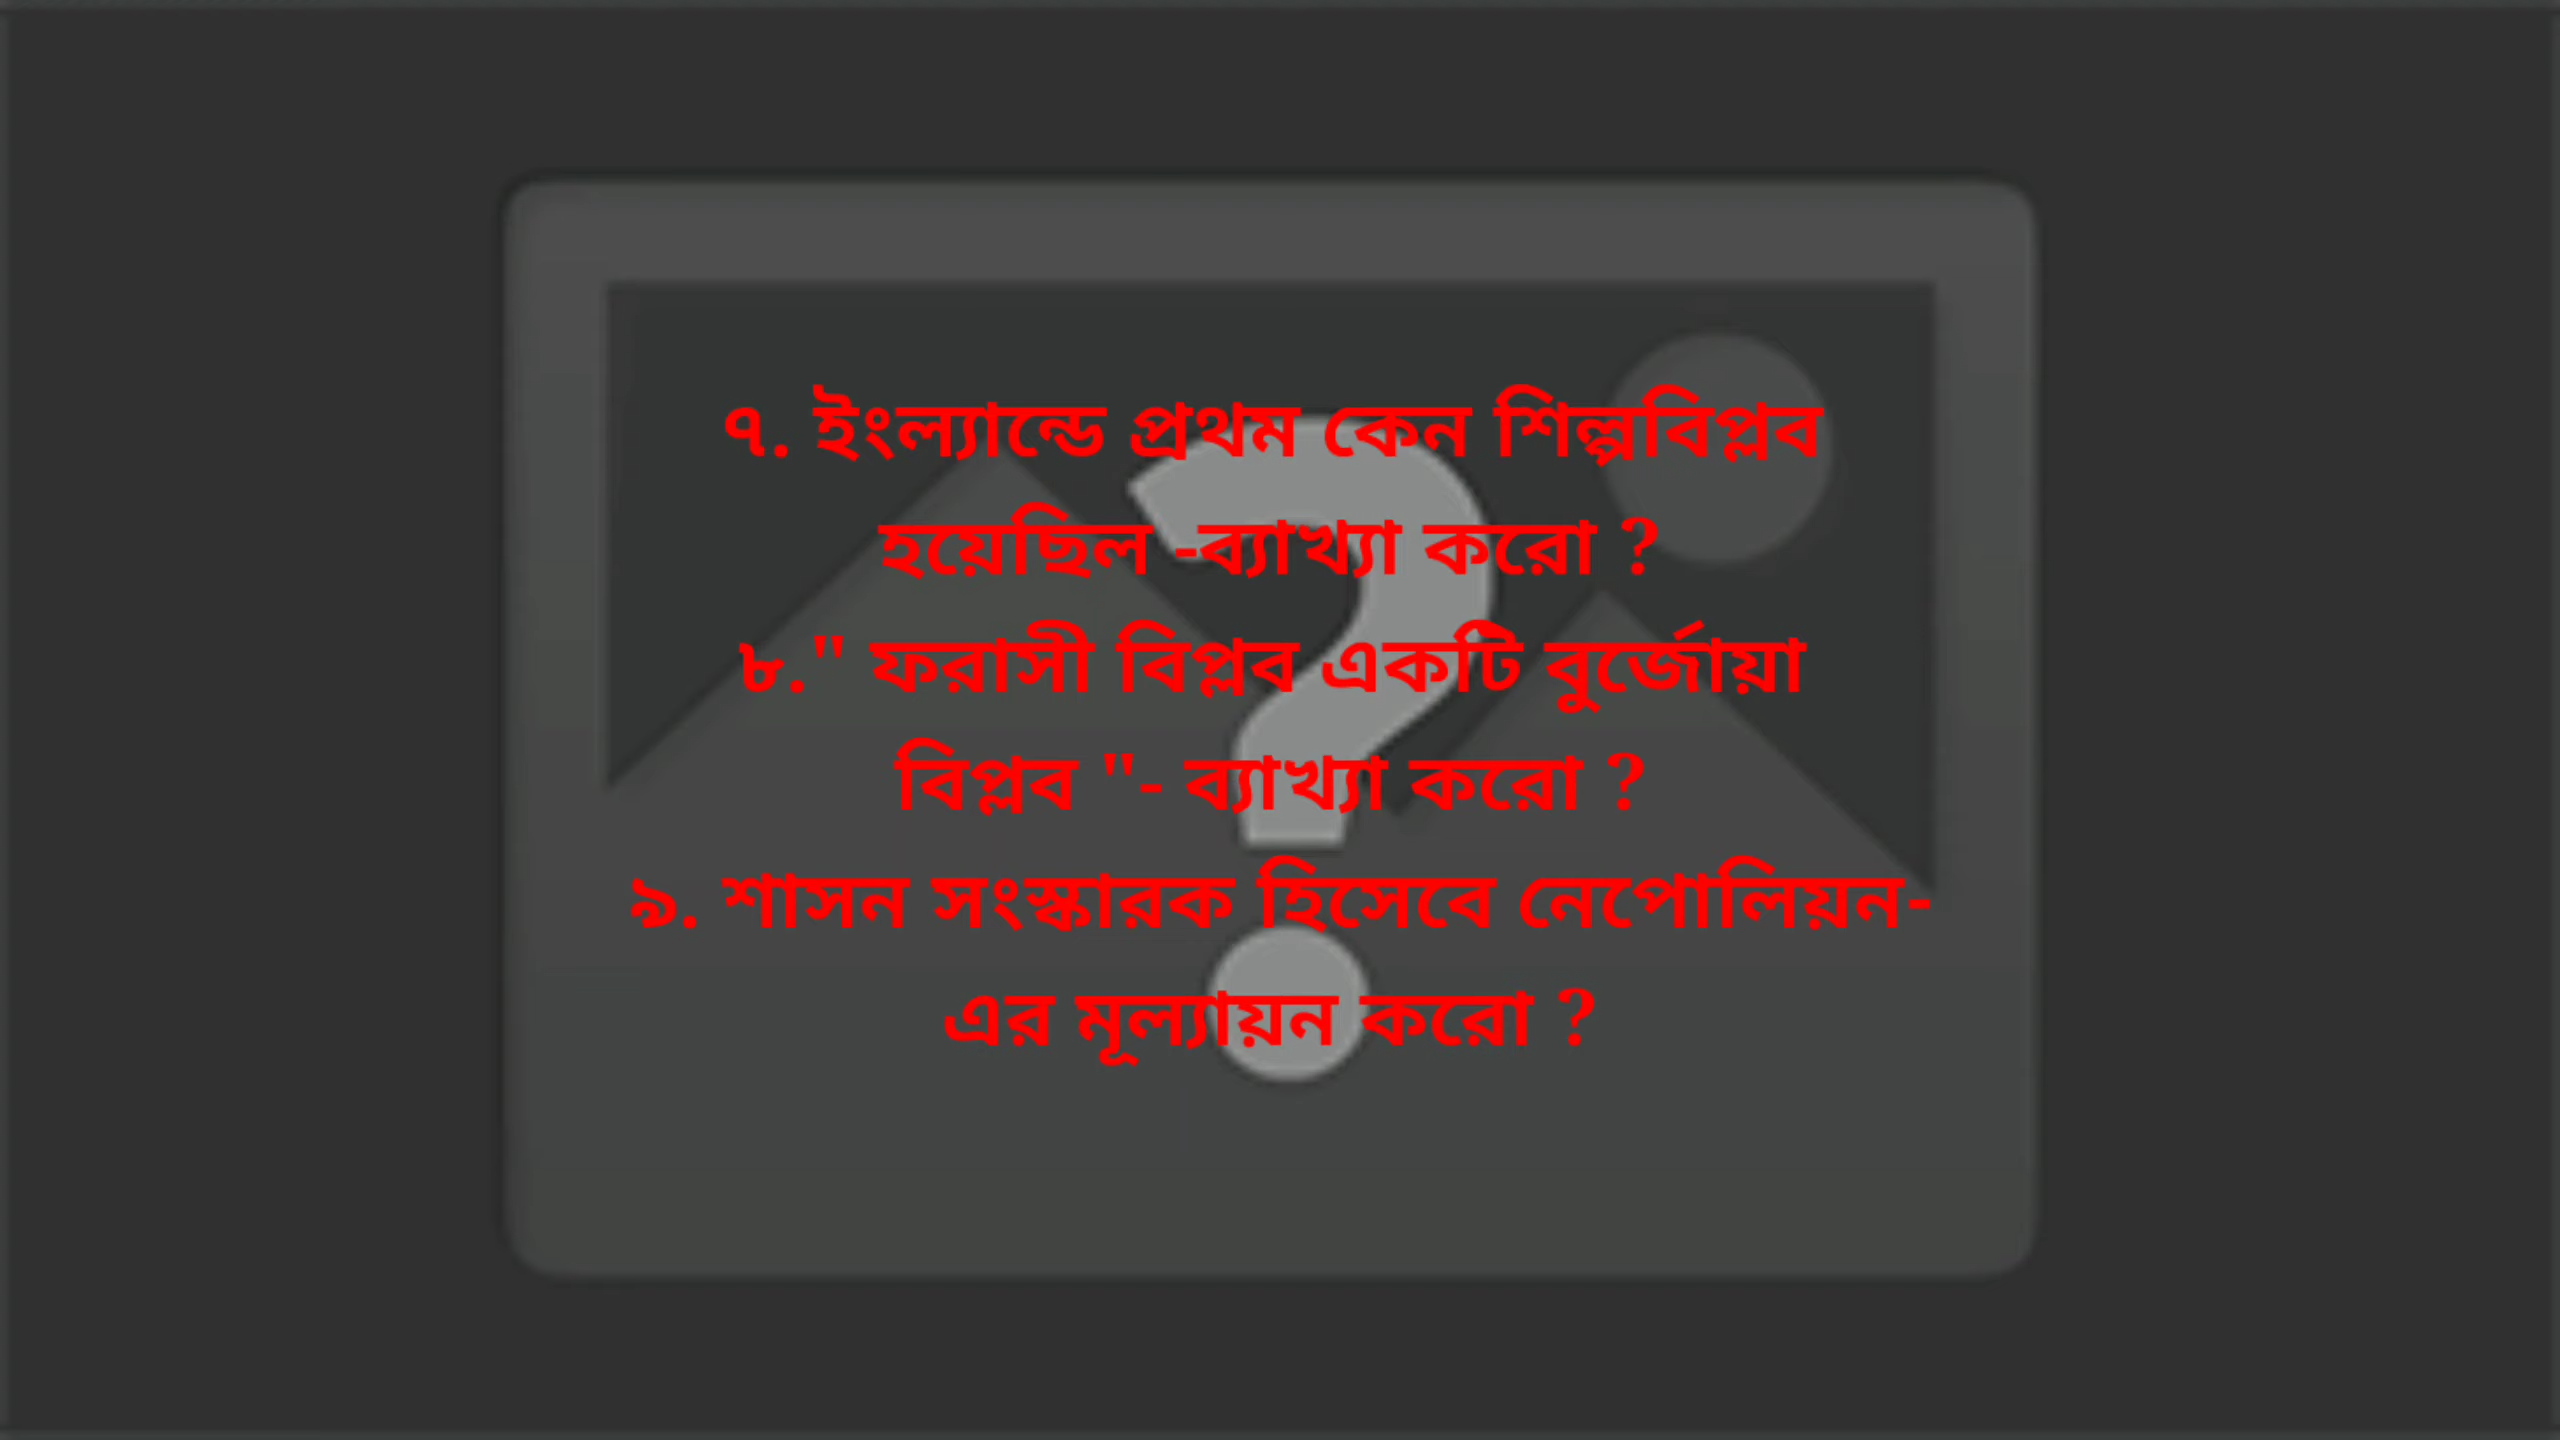 ৭. ইংল্যান্ডে প্রথম কেন শিল্পবিপ্লব
হয়েছিল -ব্যাখ্যা করো ?
৮." ফরাসী বিপ্লব একটি বুর্জোয়া
বিপ্লব "- ব্যাখ্যা করো ?
৯. শাসন সংস্কারক হিসেবে নেপোলিয়ন-
এর মূল্যায়ন করো ?